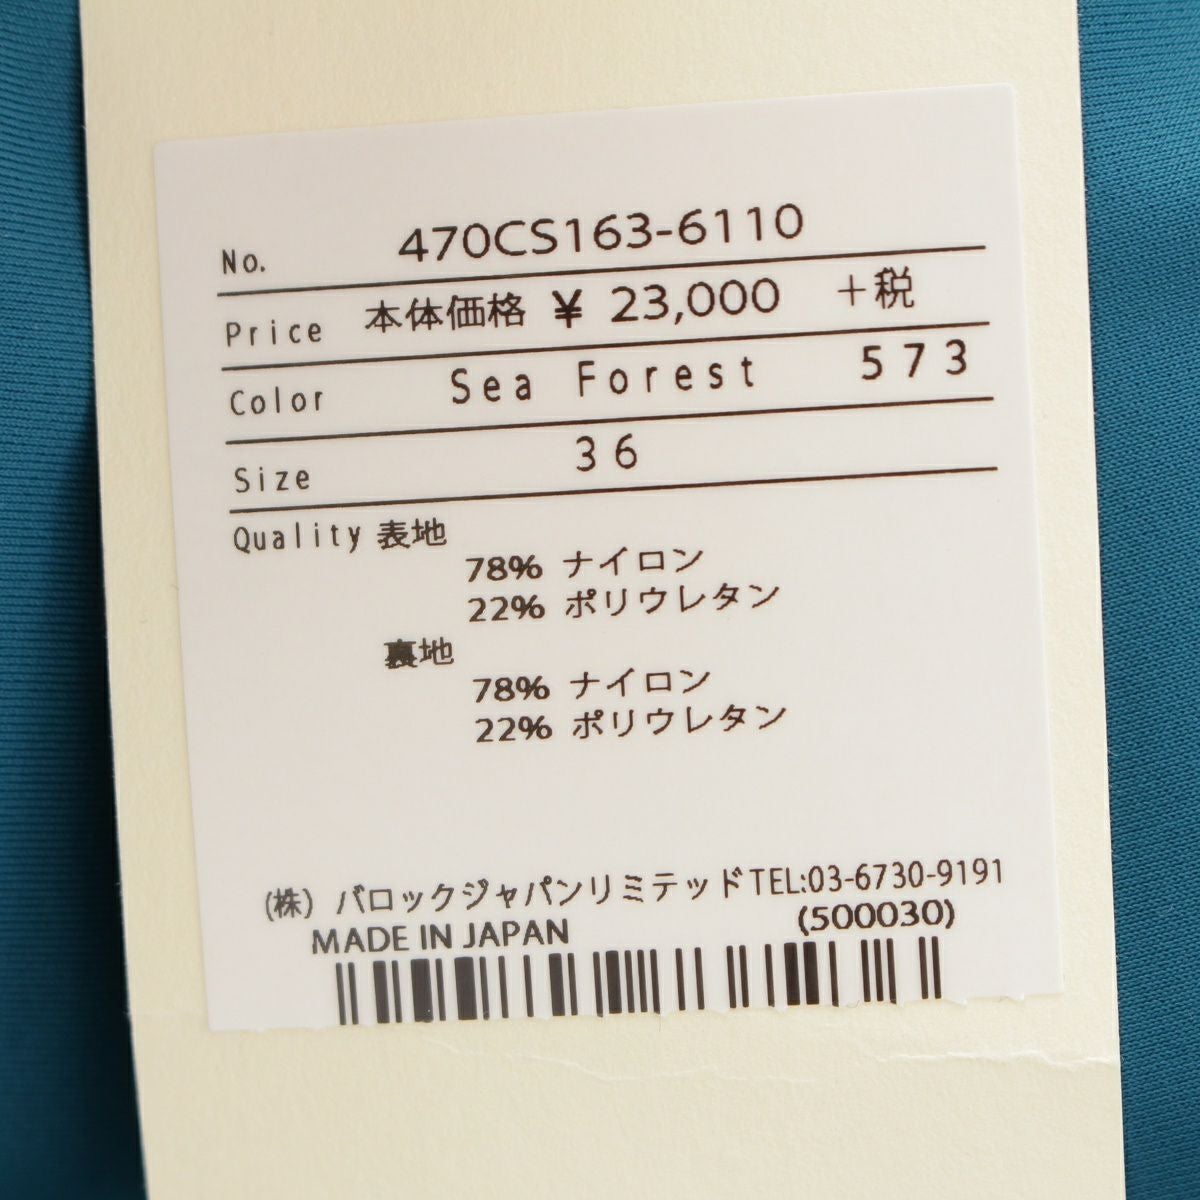 No. 470CS163-6110
Price 本体価格 ¥ 23,000 +税
Color Sea Forest 573
Size 36
Quality 表地
78% ナイロン
22% ポリウレタン
裏地
78% ナイロン
22% ポリウレタン
(株) バロックジャパンリミテッドTEL:03-6730-9191
MADE IN JAPAN (500030)